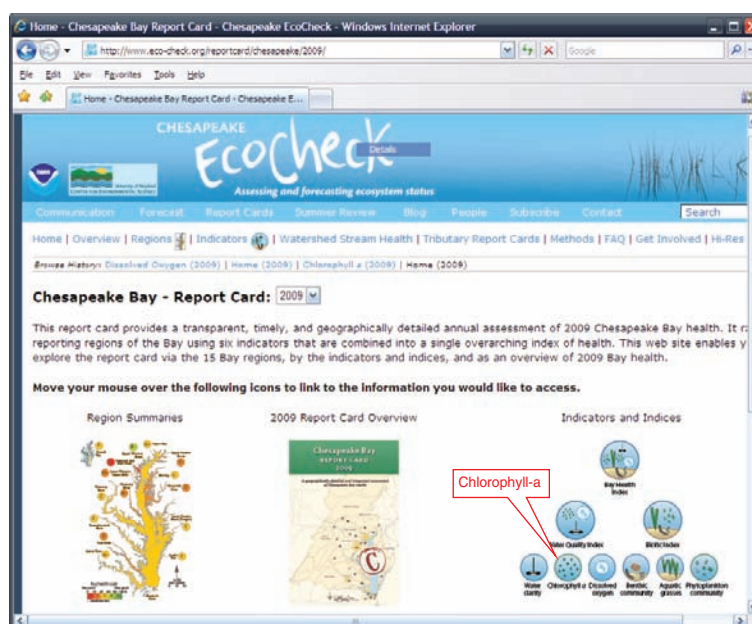 Home - Chesapeake Bay Report Card - Chesapeake EcoCheck - Windows Internet Explorer
http://www.eco-check.org/reportcard/chesapeake/2009/
Google
File Edit View Favorites Tools Help
Home - Chesapeake Bay Report Card - Chesapeake E...
CHESAPEAKE
EcoCheck
Details
Assessing and forecasting ecosystem status
Communication Forecast Report Cards Summer Review Blog People Subscribe Contact Search
Home | Overview | Regions | Indicators | Watershed Stream Health | Tributary Report Cards | Methods | FAQ | Get Involved | Hi-Res
Browse History: Dissolved Oxygen (2009) | Home (2009) | Chlorophyll a (2009) | Home (2009)
Chesapeake Bay - Report Card: 2009
This report card provides a transparent, timely, and geographically detailed annual assessment of 2009 Chesapeake Bay health. It
reporting regions of the Bay using six indicators that are combined into a single overarching index of health. This web site enables y
explore the report card via the 15 Bay regions, by the indicators and indices, and as an overview of 2009 Bay health.
Move your mouse over the following icons to link to the information you would like to access.
Region Summaries 2009 Report Card Overview Indicators and Indices
Chesapeake Bay
REPORT CARD
2009
C
Chlorophyll-a
Bay Health
Index
Water Quality Index Biotic Index
Water clarity Chlorophyll a Dissolved oxygen Benthic community Aquatic grasses Phytoplankton community